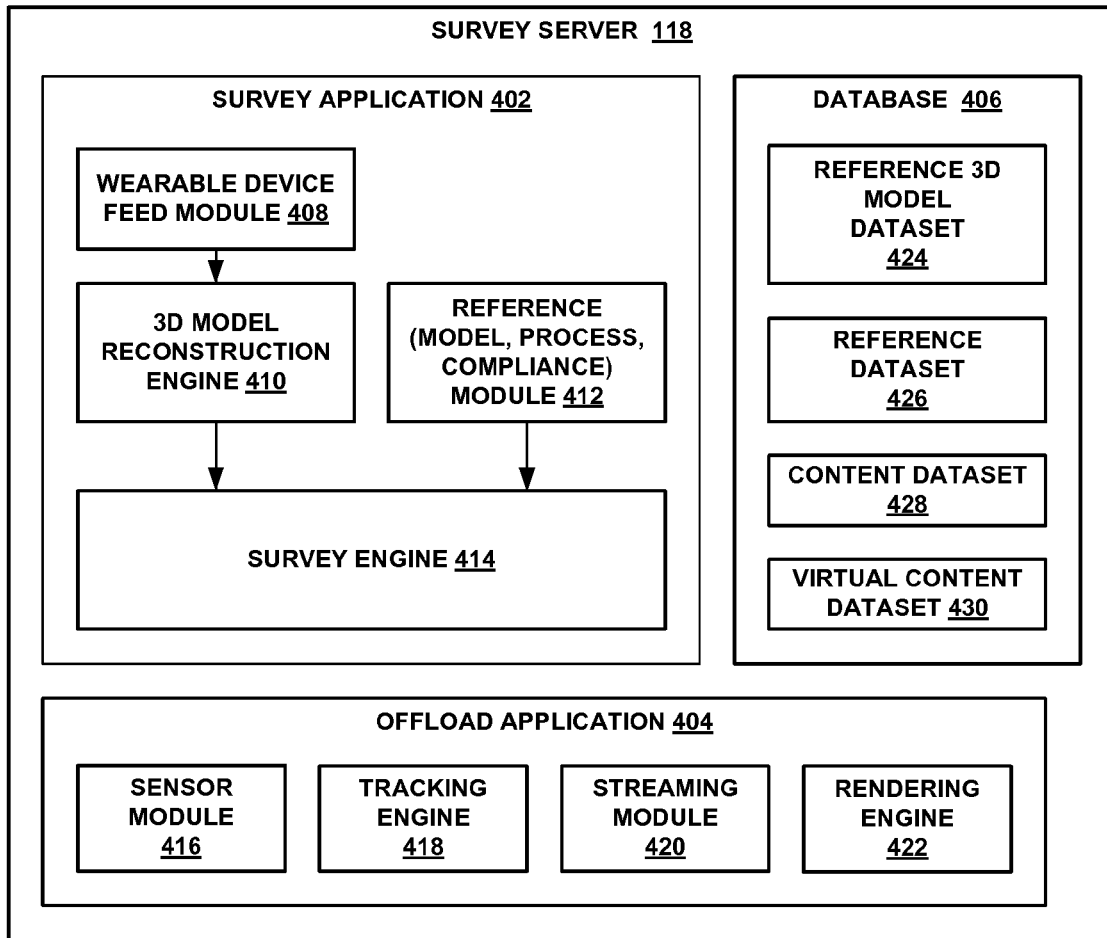 SURVEY SERVER 118
SURVEY APPLICATION 402
WEARABLE DEVICE
FEED MODULE 408
3D MODEL
RECONSTRUCTION
ENGINE 410
REFERENCE
(MODEL, PROCESS,
COMPLIANCE)
MODULE 412
SURVEY ENGINE 414
DATABASE 406
REFERENCE 3D
MODEL
DATASET
424
REFERENCE
DATASET
426
CONTENT DATASET
428
VIRTUAL CONTENT
DATASET 430
OFFLOAD APPLICATION 404
SENSOR
MODULE
416
TRACKING
ENGINE
418
STREAMING
MODULE
420
RENDERING
ENGINE
422